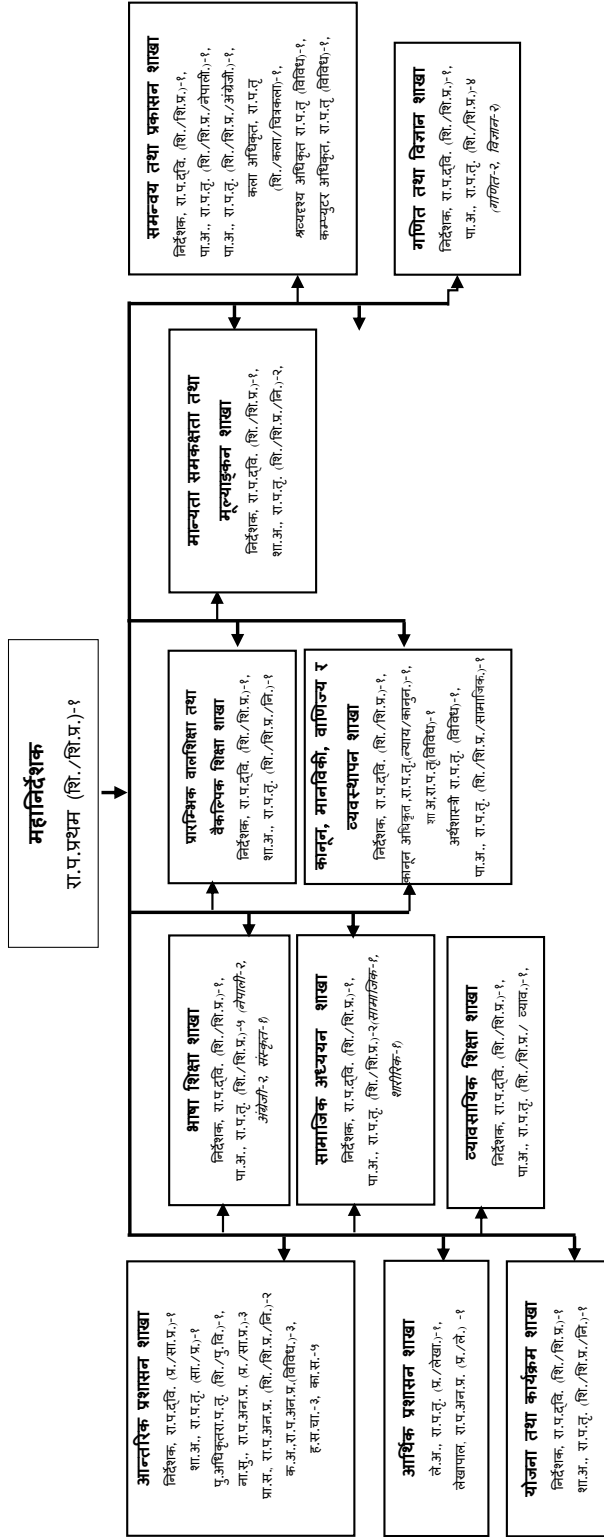 महानिर्देशक
रा.प.प्रथम (शि./शि.प्र.)-१
आन्तरिक प्रशासन शाखा
निर्देशक, रा.प.द्वि. (प्र./सा.प्र.)-१
शा.अ., रा.प.तृ. (सा./प्र.)-१
पु.अधिकृतरा.प.तृ. (शि./पु.वि.)-१,
ना.सु., रा.प.अन.प्र. (प्र./सा.प्र.)-३
प्रा.स., रा.प.अन.प्र. (शि./शि.प्र./नि.)-२
क.अ.,रा.प.अन.प्र.(विविध.)-३,
ह.स.चा.-३, का.स.-५
आर्थिक प्रशासन शाखा
ले.अ., रा.प.तृ. (प्र./लेखा.)-१,
लेखापाल, रा.प.अन.प्र. (प्र./ले.) -१
योजना तथा कार्यक्रम शाखा
निर्देशक, रा.प.द्वि. (शि./शि.प्र.)-१
शा.अ., रा.प.तृ. (शि./शि.प्र./नि.)-१
भाषा शिक्षा शाखा
निर्देशक, रा.प.द्वि. (शि./शि.प्र.)-१,
पा.अ., रा.प.तृ. (शि./शि.प्र.)-५ (नेपाली-२,
अंग्रेजी-२, संस्कृत-१)
सामाजिक अध्ययन शाखा
निर्देशक, रा.प.द्वि. (शि./शि.प्र.)-१,
पा.अ., रा.प.तृ. (शि./शि.प्र.)-२(सामाजिक-१,
शारीरिक-१)
व्यावसायिक शिक्षा शाखा
निर्देशक, रा.प.द्वि. (शि./शि.प्र.)-१,
पा.अ., रा.प.तृ. (शि./शि.प्र./ व्याव.)-१,
प्रारम्भिक वालशिक्षा तथा
वैकल्पिक शिक्षा शाखा
निर्देशक, रा.प.द्वि. (शि./शि.प्र.)-१,
शा.अ., रा.प.तृ. (शि./शि.प्र./नि.)-१
कानून, मानविकी, वाणिज्य र
व्यवस्थापन शाखा
निर्देशक, रा.प.द्वि. (शि./शि.प्र.)-१,
कानून अधिकृत,रा.प.तृ.(न्याय/कानून.)-१,
शा अ,रा.प.तृ(विविध)-१
अर्थशास्त्री रा.प.तृ. (विविध)-१,
पा.अ., रा.प.तृ. (शि./शि.प्र./सामाजिक.)-१
मान्यता समकक्षता तथा
मूल्याङ्कन शाखा
निर्देशक, रा.प.द्वि. (शि./शि.प्र.)-१,
शा.अ., रा.प.तृ. (शि./शि.प्र./नि.)-२,
समन्वय तथा प्रकासन शाखा
निर्देशक, रा.प.द्वि. (शि./शि.प्र.)-१,
पा.अ., रा.प.तृ. (शि./शि.प्र./नेपाली.)-१,
पा.अ., रा.प.तृ. (शि./शि.प्र./अंग्रेजी.)-१,
कला अधिकृत, रा.प.तृ
(शि./कला/चित्रकला)-१,
श्रव्यदृश्य अधिकृत रा.प.तृ (विविध)-१,
कम्प्युटर अधिकृत, रा.प.तृ (विविध)-१,
गणित तथा विज्ञान शाखा
निर्देशक, रा.प.द्वि. (शि./शि.प्र.)-१,
पा.अ., रा.प.तृ. (शि./शि.प्र.)-४
(गणित-२, विज्ञान-२)